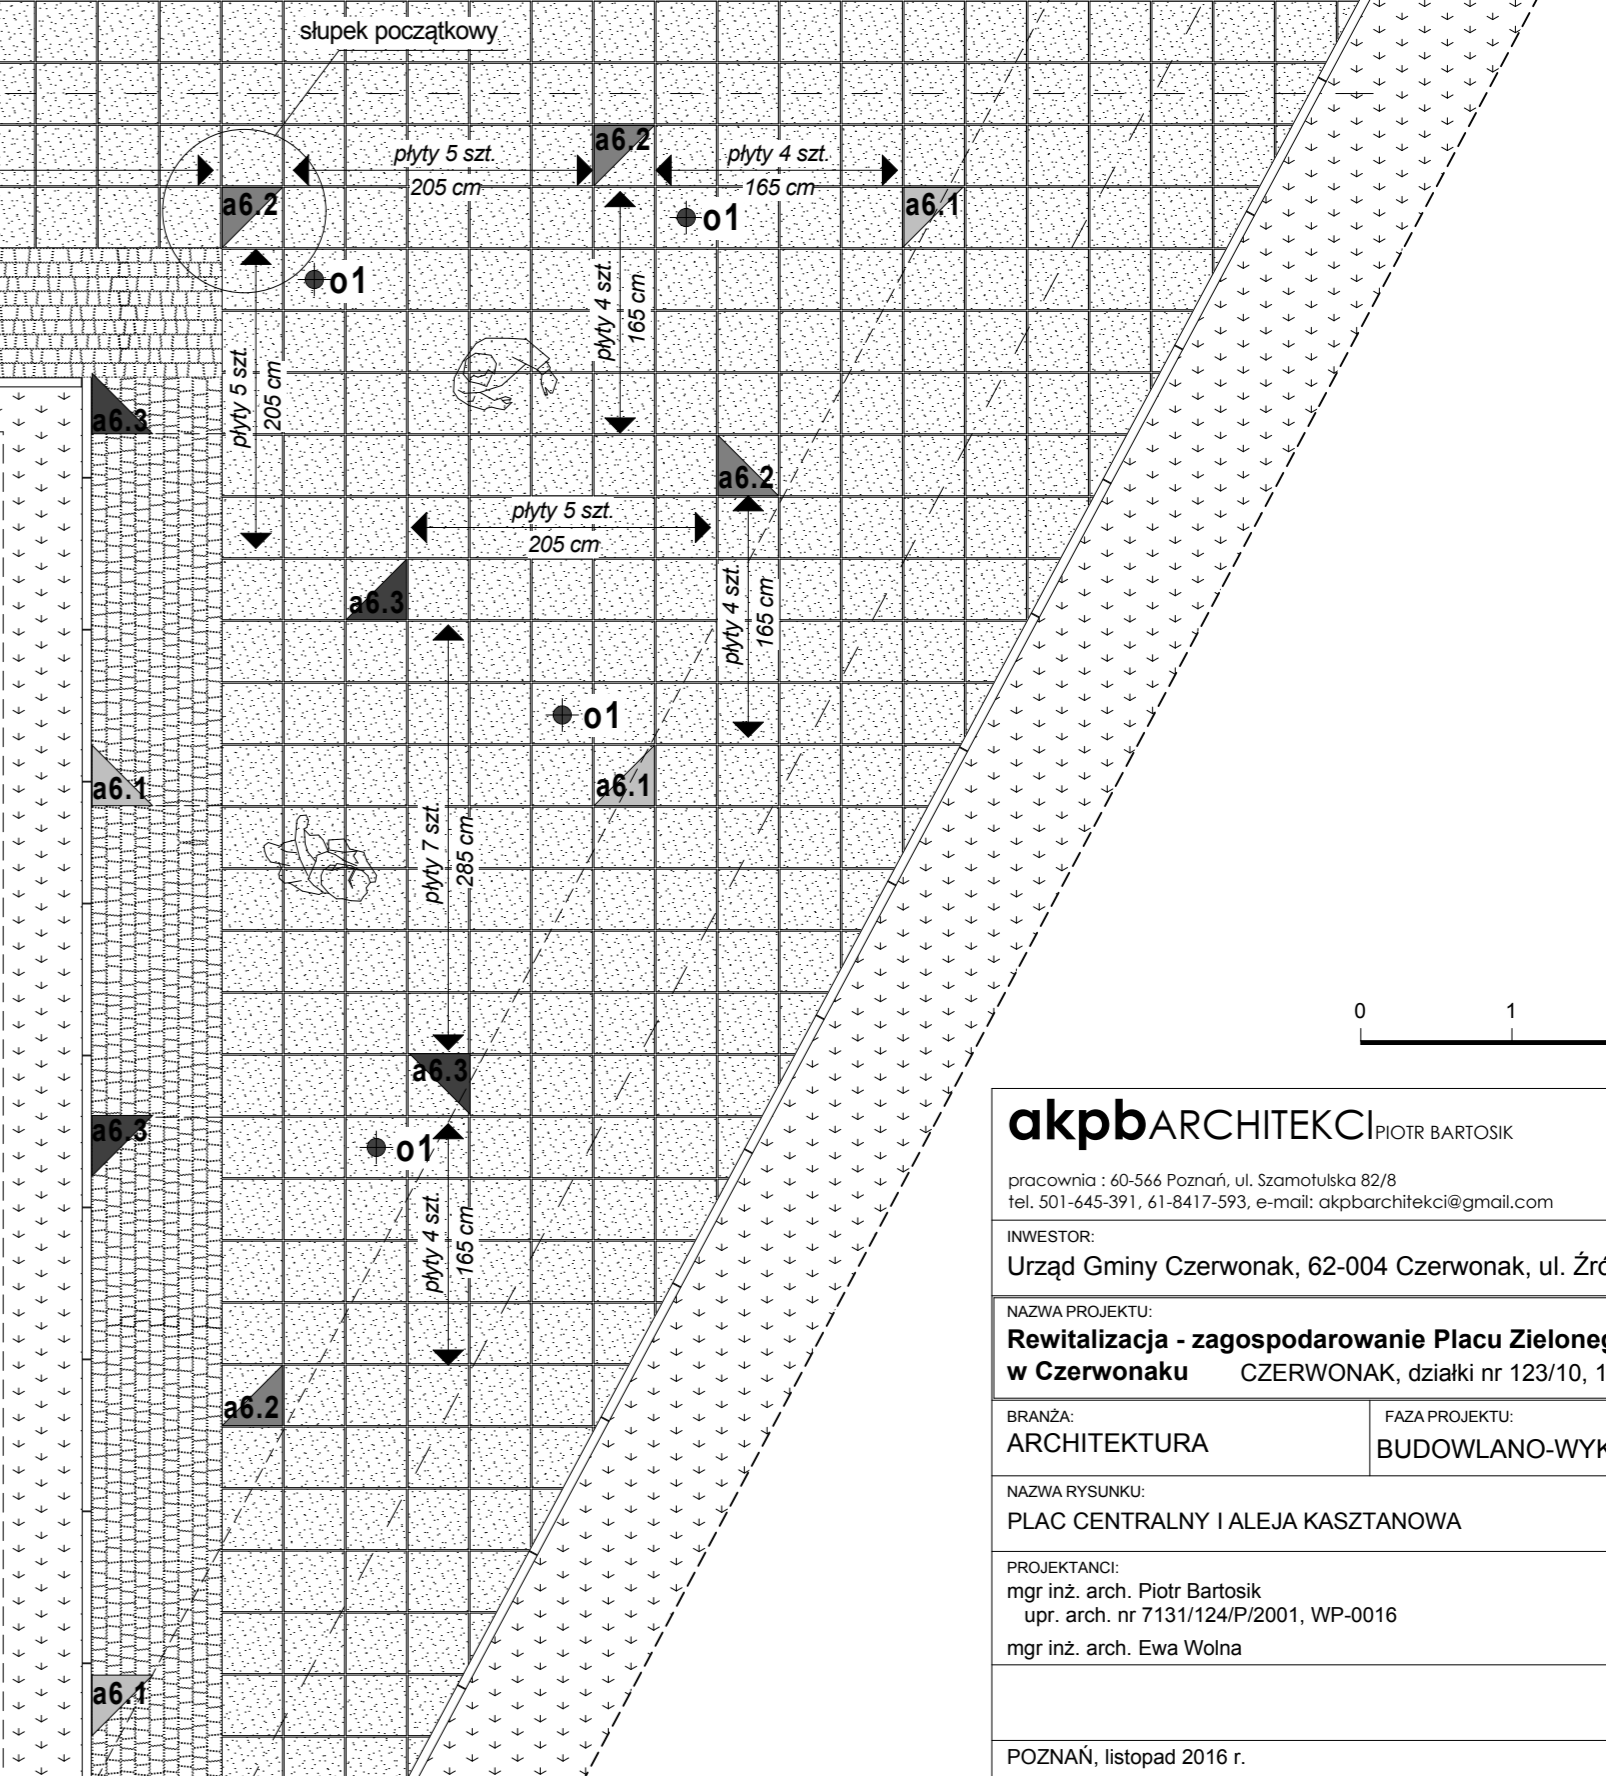 słupek początkowy
a6.2
płyty 5 szt.
205 cm
płyty 4 szt.
165 cm
a6.2
a6.1
o1
o1
płyty 5 szt.
205 cm
płyty 4 szt.
165 cm
a6.3
a6.2
płyty 5 szt.
205 cm
a6.3
płyty 4 szt.
165 cm
o1
a6.1
a6.1
płyty 7 szt.
285 cm
a6.3
a6.3
o1
płyty 4 szt.
165 cm
a6.2
a6.1
0 1
akpbARCHITEKCI PIOTR BARTOSIK
pracownia : 60-566 Poznań, ul. Szamotulska 82/8
tel. 501-645-391, 61-8417-593, e-mail: akpbarchitekci@gmail.com
INWESTOR:
Urząd Gminy Czerwonak, 62-004 Czerwonak, ul. Źró
NAZWA PROJEKTU:
Rewitalizacja - zagospodarowanie Placu Zieloneg
w Czerwonaku CZERWONAK, działki nr 123/10, 1
BRANŻA:
ARCHITEKTURA
FAZA PROJEKTU:
BUDOWLANO-WYK
NAZWA RYSUNKU:
PLAC CENTRALNY I ALEJA KASZTANOWA
PROJEKTANCI:
mgr inż. arch. Piotr Bartosik
upr. arch. nr 7131/124/P/2001, WP-0016
mgr inż. arch. Ewa Wolna
POZNAŃ, listopad 2016 r.